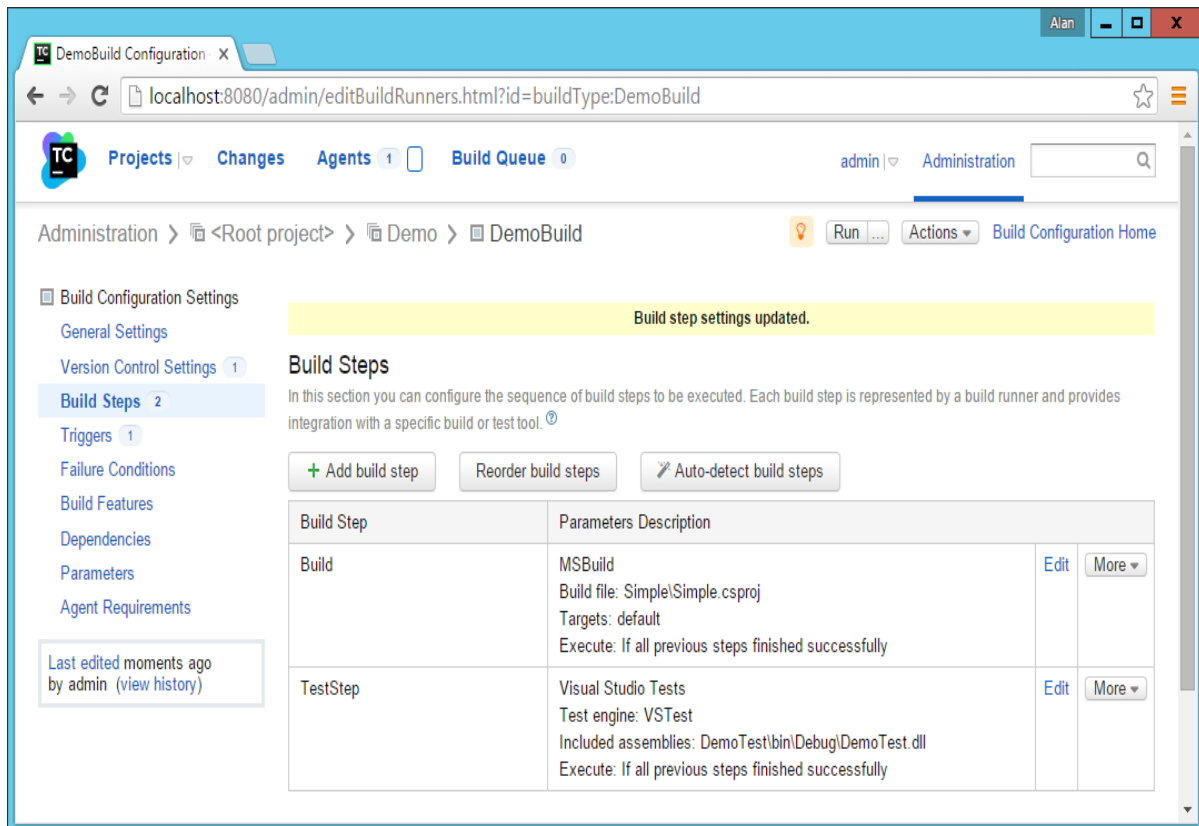 Alan
TC DemoBuild Configuration X
localhost:8080/admin/editBuildRunners.html?id=buildType:DemoBuild
TC Projects Changes Agents 1 Build Queue 0 admin Administration
Administration > <Root project> > Demo > DemoBuild Run ... Actions Build Configuration Home
Build Configuration Settings
General Settings
Version Control Settings 1
Build Steps 2
Triggers 1
Failure Conditions
Build Features
Dependencies
Parameters
Agent Requirements
Last edited moments ago
by admin (view history)
Build step settings updated.
Build Steps
In this section you can configure the sequence of build steps to be executed. Each build step is represented by a build runner and provides
integration with a specific build or test tool. ?
+ Add build step Reorder build steps Auto-detect build steps
Build Step Parameters Description
Build MSBuild Edit More
Build file: Simple\Simple.csproj
Targets: default
Execute: If all previous steps finished successfully
TestStep Visual Studio Tests Edit More
Test engine: VSTest
Included assemblies: DemoTest\bin\Debug\DemoTest.dll
Execute: If all previous steps finished successfully